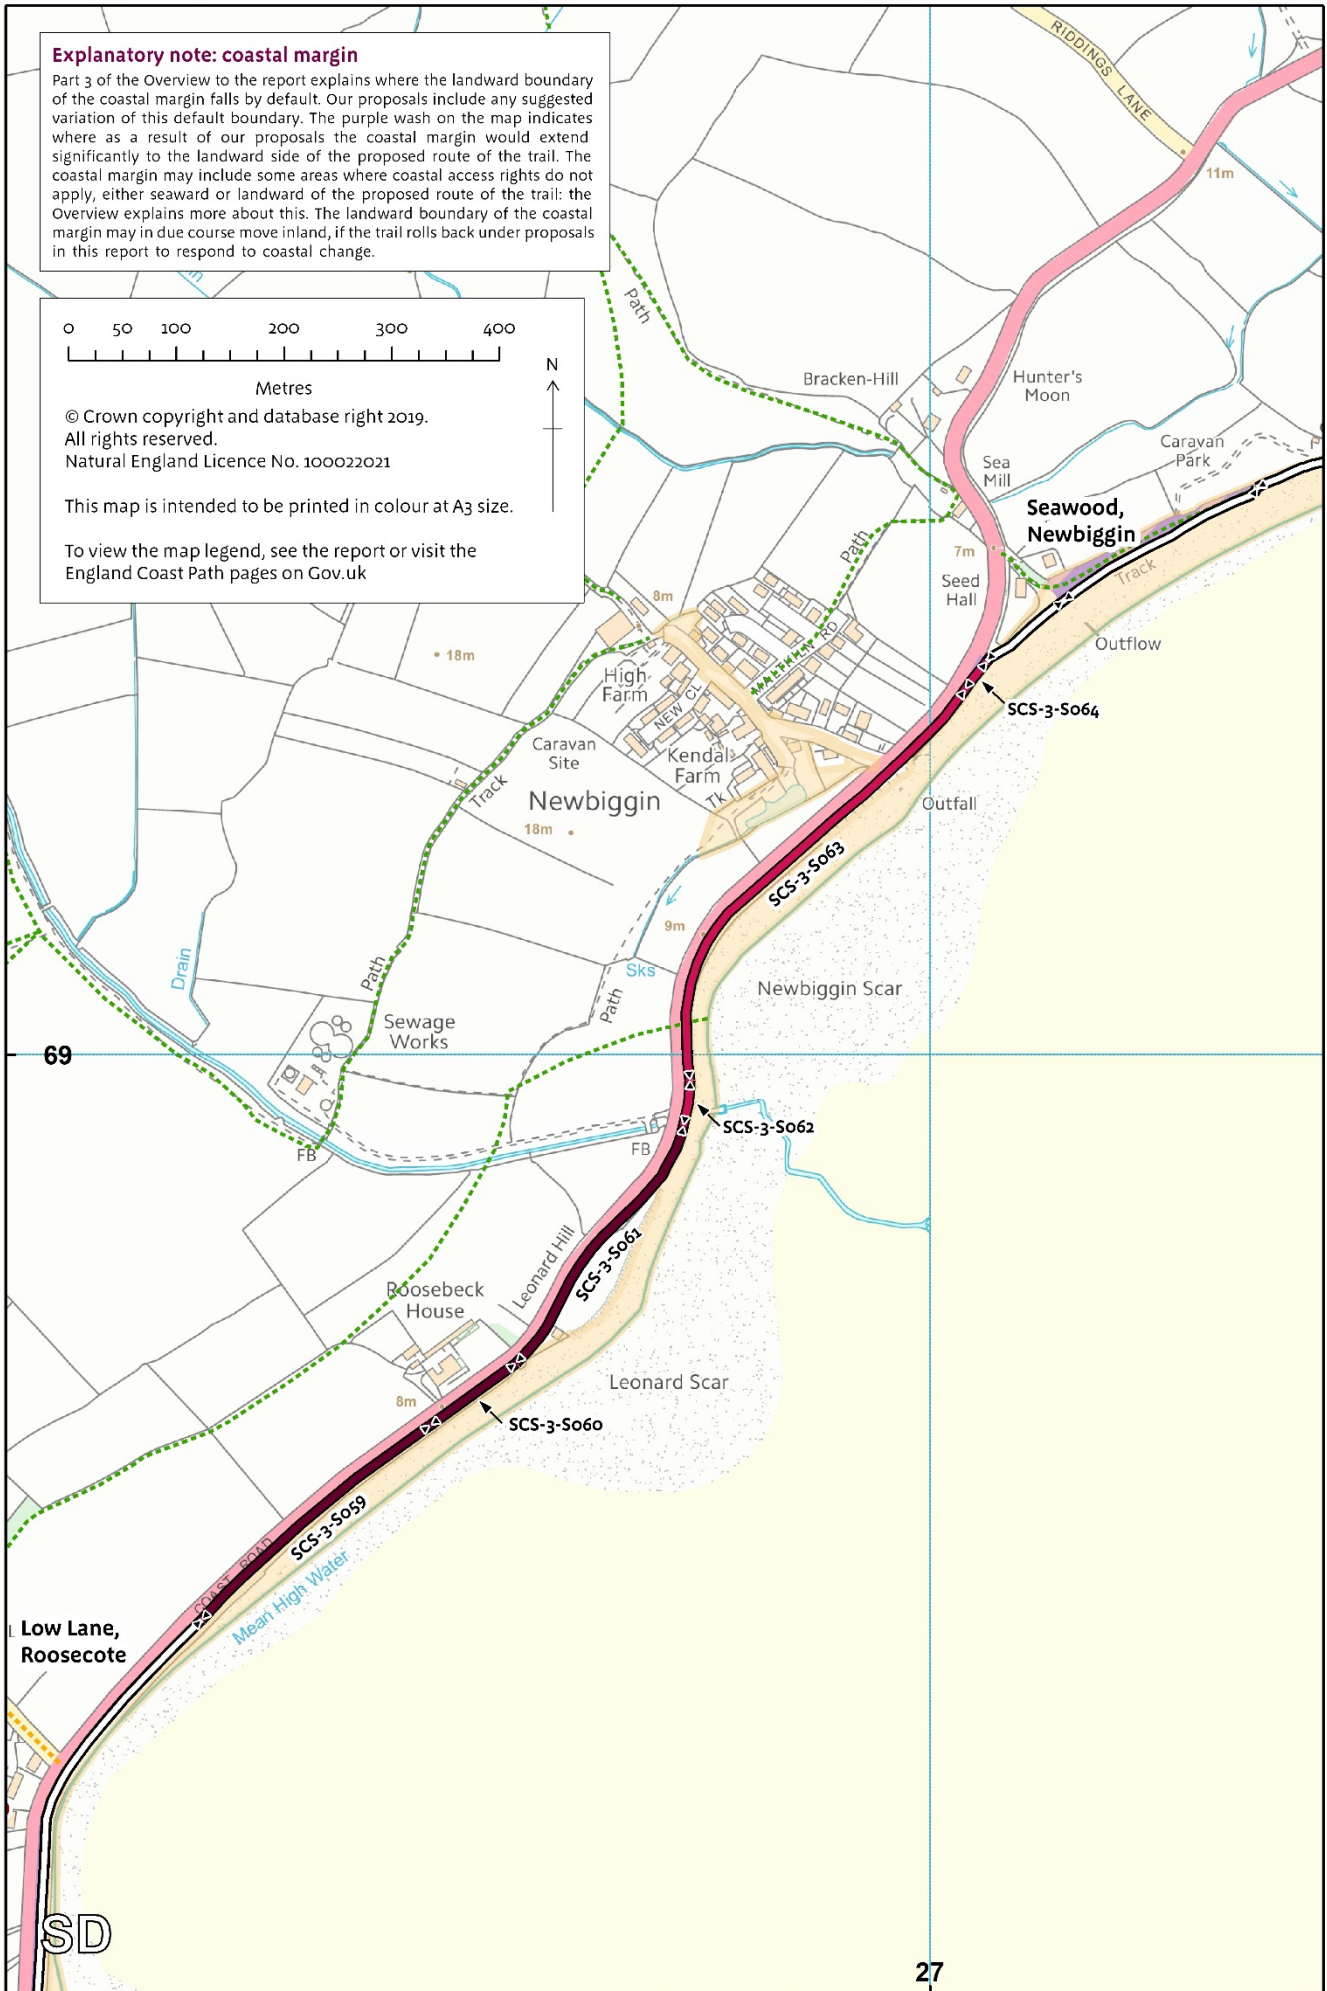 Explanatory note: coastal margin
Part 3 of the Overview to the report explains where the landward boundary
of the coastal margin falls by default. Our proposals include any suggested
variation of this default boundary. The purple wash on the map indicates
where as a result of our proposals the coastal margin would extend
significantly to the landward side of the proposed route of the trail. The
coastal margin may include some areas where coastal access rights do not
apply, either seaward or landward of the proposed route of the trail: the
Overview explains more about this. The landward boundary of the coastal
margin may in due course move inland, if the trail rolls back under proposals
in this report to respond to coastal change.
RIDDINGS LANE
11m
0 50 100 200 300 400
Metres
N
© Crown copyright and database right 2019.
All rights reserved.
Natural England Licence No. 100022021
This map is intended to be printed in colour at A3 size.
To view the map legend, see the report or visit the
England Coast Path pages on Gov.uk
Path
Bracken-Hill
Hunter's
Moon
Caravan
Park
Sea
Mill
Seawood,
Newbiggin
Path
7m
Seed
Hall
Track
Outflow
8m
18m
High
Farm
NEW CL
RD
SCS-3-S064
Caravan
Site
Kendal
Farm
Track
Tk
Newbiggin
18m
Outfall
SCS-3-S063
9m
Drain
Path
Sks
Path
Newbiggin Scar
Sewage
Works
69
SCS-3-S062
FB
FB
Leonard Hill
SCS-3-S061
Roosebeck
House
Leonard Scar
8m
SCS-3-S060
SCS-3-S059
COAST ROAD
Mean High Water
L
Low Lane,
Roosecote
SD
27